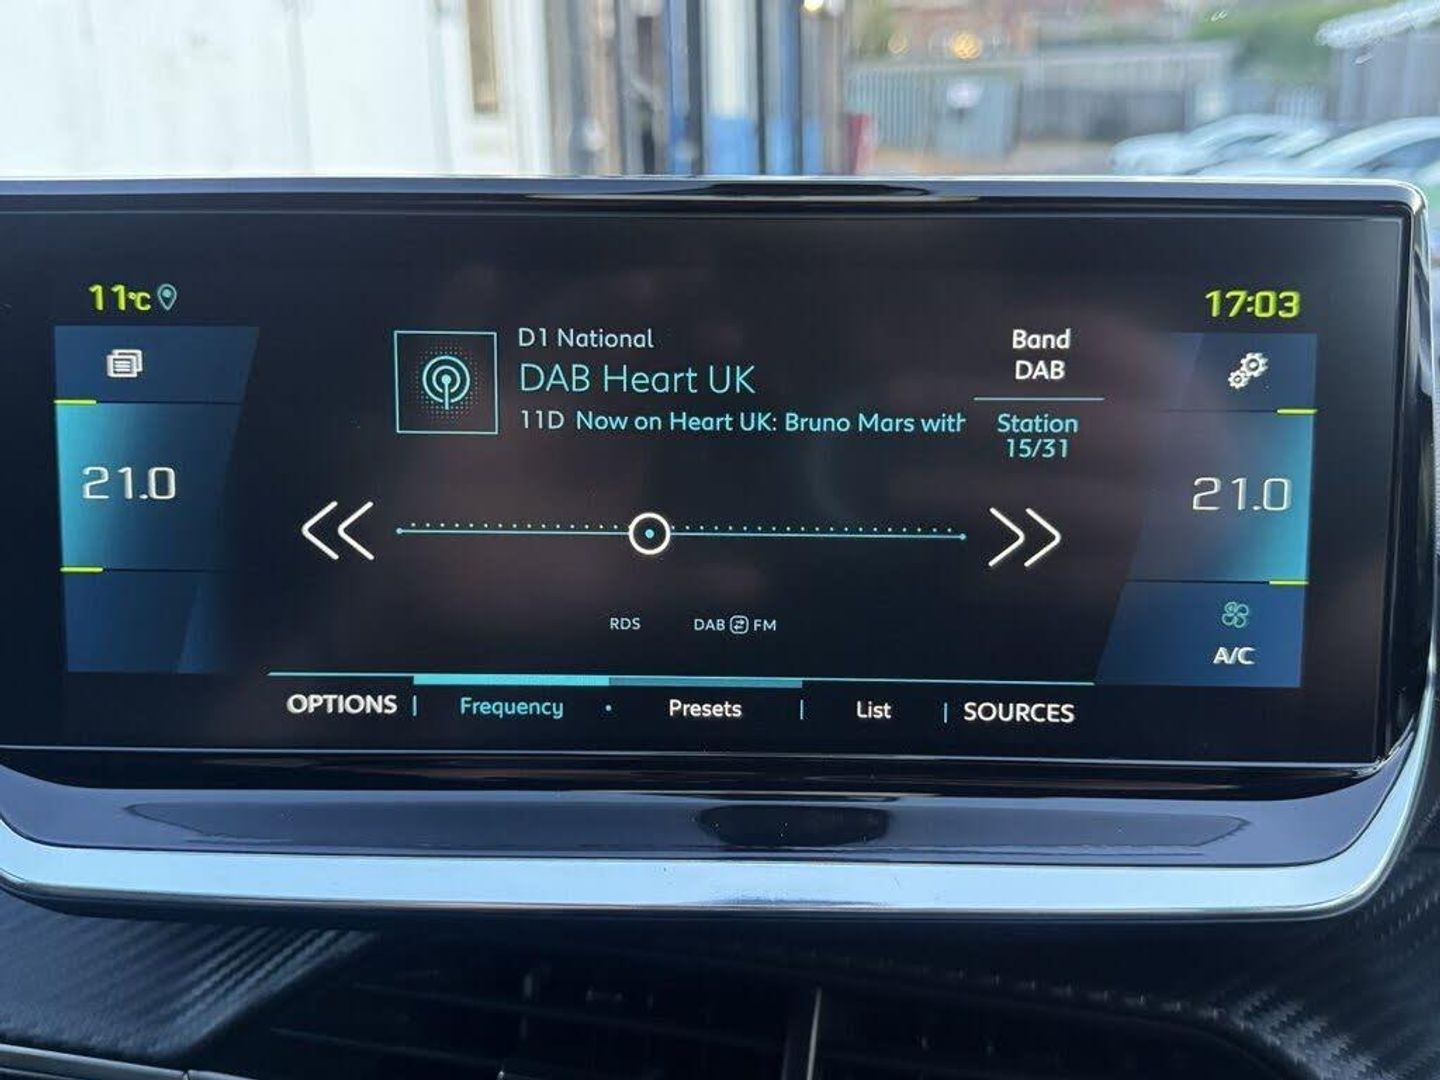 11°C
17:03
D1 National
DAB Heart UK
11D Now on Heart UK: Bruno Mars with
Band
DAB
Station
15/31
21.0
21.0
RDS
DAB FM
A/C
OPTIONS | Frequency • Presets | List | SOURCES